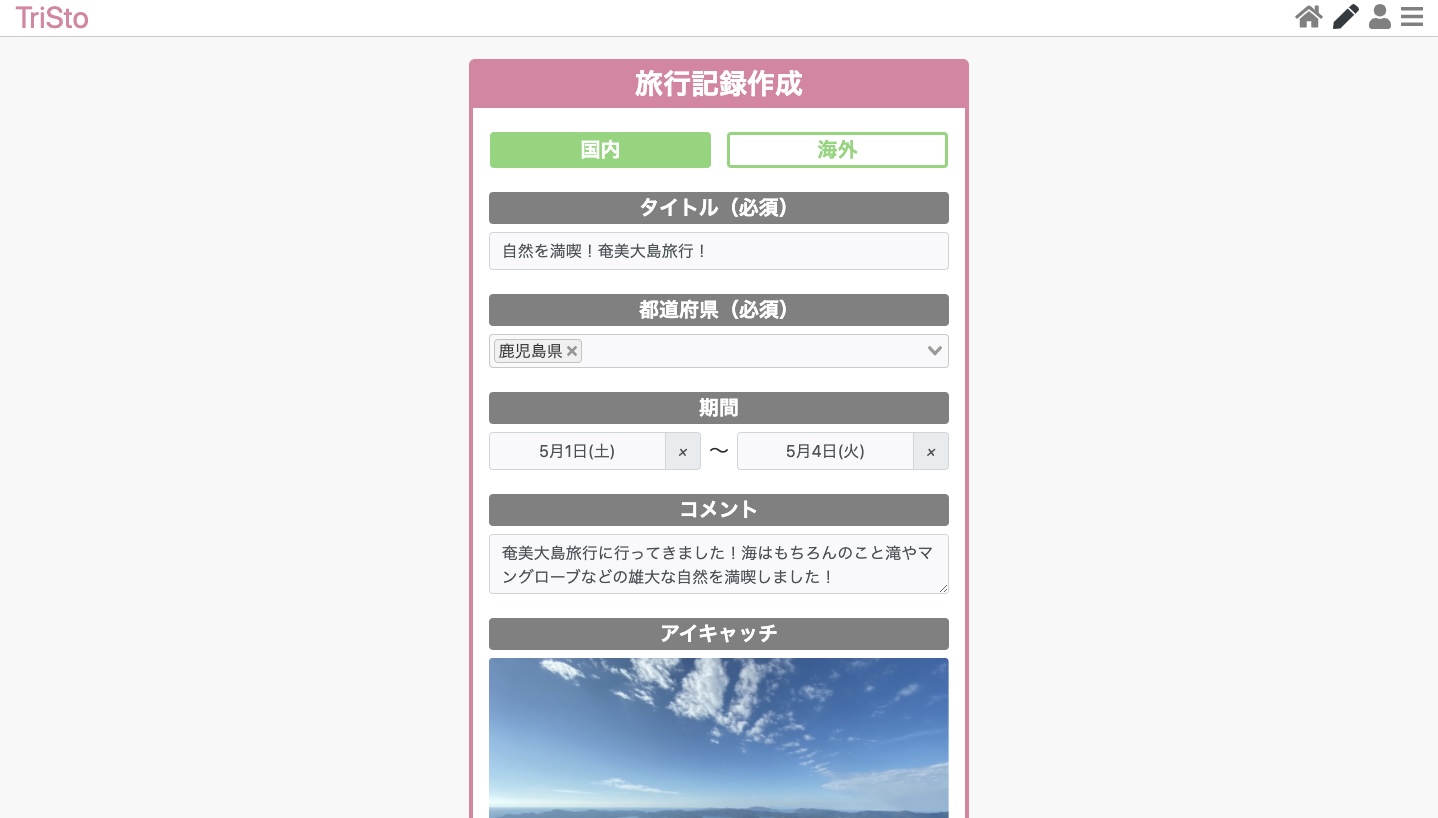 TriSto
旅行記録作成
国内
海外
タイトル（必須）
自然を満喫！奄美大島旅行！
都道府県（必須）
鹿児島県 ×
期間
5月1日(土) × 〜 5月4日(火) ×
コメント
奄美大島旅行に行ってきました！海はもちろんのこと滝やマ
ングローブなどの雄大な自然を満喫しました！
アイキャッチ